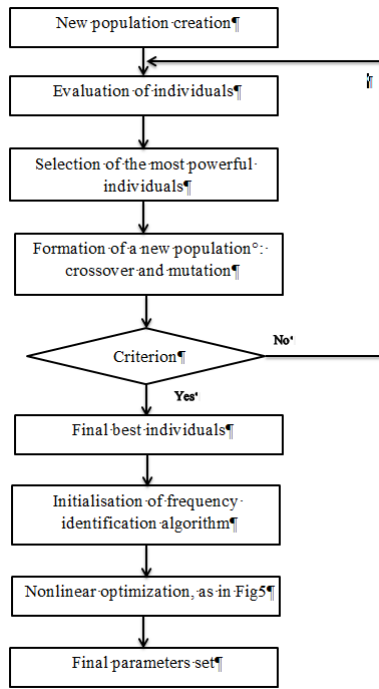 New population creation¶
Evaluation of individuals¶
¶
Selection of the most powerful
individuals¶
Formation of a new population°:
crossover and mutation¶
Criterion¶
No
Yes
Final best individuals¶
Initialisation of frequency
identification algorithm¶
Nonlinear optimization, as in Fig5¶
Final parameters set¶